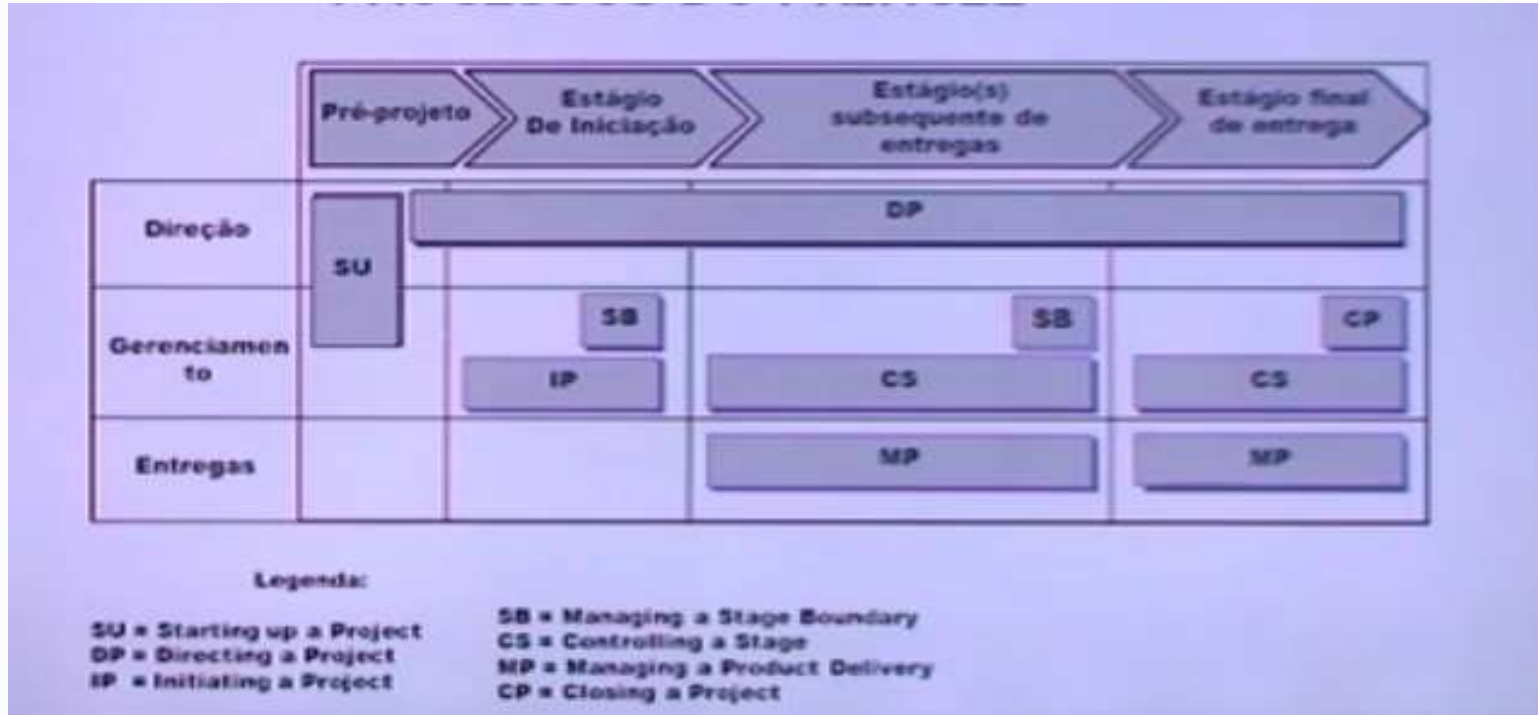 Pré-projeto
Estágio
De Iniciação
Estágio(s)
subsequente de
entregas
Estágio final
de entrega
Direção
SU
DP
Gerenciamen
to
SB
SB
CP
IP
CS
CS
Entregas
MP
MP
Legenda:
SU = Starting up a Project
DP = Directing a Project
IP = Initiating a Project
SB = Managing a Stage Boundary
CS = Controlling a Stage
MP = Managing a Product Delivery
CP = Closing a Project